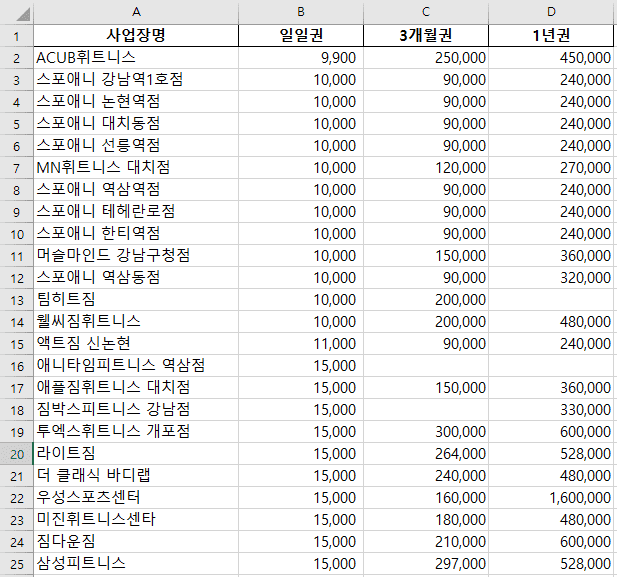 A B C D
1 사업장명 일일권 3개월권 1년권
2 ACUB휘트니스 9,900 250,000 450,000
3 스포애니 강남역1호점 10,000 90,000 240,000
4 스포애니 논현역점 10,000 90,000 240,000
5 스포애니 대치동점 10,000 90,000 240,000
6 스포애니 선릉역점 10,000 90,000 240,000
7 MN휘트니스 대치점 10,000 120,000 270,000
8 스포애니 역삼역점 10,000 90,000 240,000
9 스포애니 테헤란로점 10,000 90,000 240,000
10 스포애니 한티역점 10,000 90,000 240,000
11 머슬마인드 강남구청점 10,000 150,000 360,000
12 스포애니 역삼동점 10,000 90,000 320,000
13 팀히트짐 10,000 200,000
14 웰씨짐휘트니스 10,000 200,000 480,000
15 액트짐 신논현 11,000 90,000 240,000
16 애니타임피트니스 역삼점 15,000
17 애플짐휘트니스 대치점 15,000 150,000 360,000
18 짐박스피트니스 강남점 15,000 330,000
19 투엑스휘트니스 개포점 15,000 300,000 600,000
20 라이트짐 15,000 264,000 528,000
21 더 클래식 바디랩 15,000 240,000 480,000
22 우성스포츠센터 15,000 160,000 1,600,000
23 미진휘트니스센타 15,000 180,000 480,000
24 짐다운짐 15,000 210,000 600,000
25 삼성피트니스 15,000 297,000 528,000